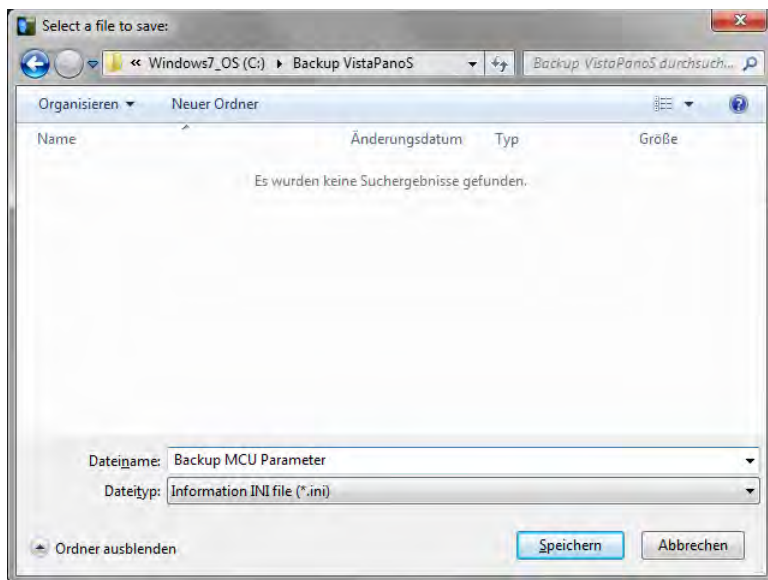 Select a file to save:
« Windows7_OS (C:) ▸ Backup VistaPanoS Backup VistaPanoS durchsuch...
Organisieren Neuer Ordner
Name Änderungsdatum Typ Größe
Es wurden keine Suchergebnisse gefunden.
Dateiname: Backup MCU Parameter
Dateityp: Information INI file (*.ini)
Ordner ausblenden Speichern Abbrechen